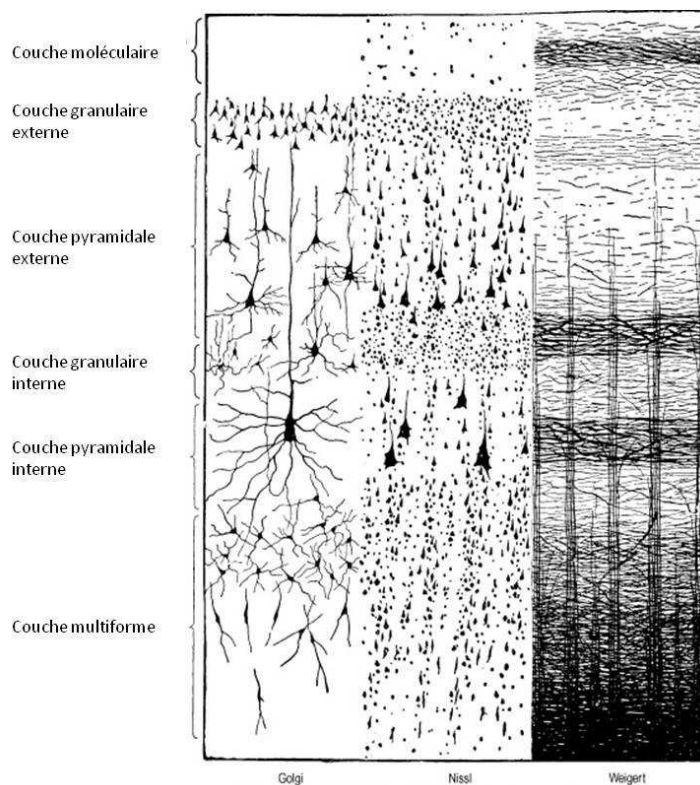 Couche moléculaire
Couche granulaire
externe
Couche pyramidale
externe
Couche granulaire
interne
Couche pyramidale
interne
Couche multiforme
Golgi
Nissl
Weigert